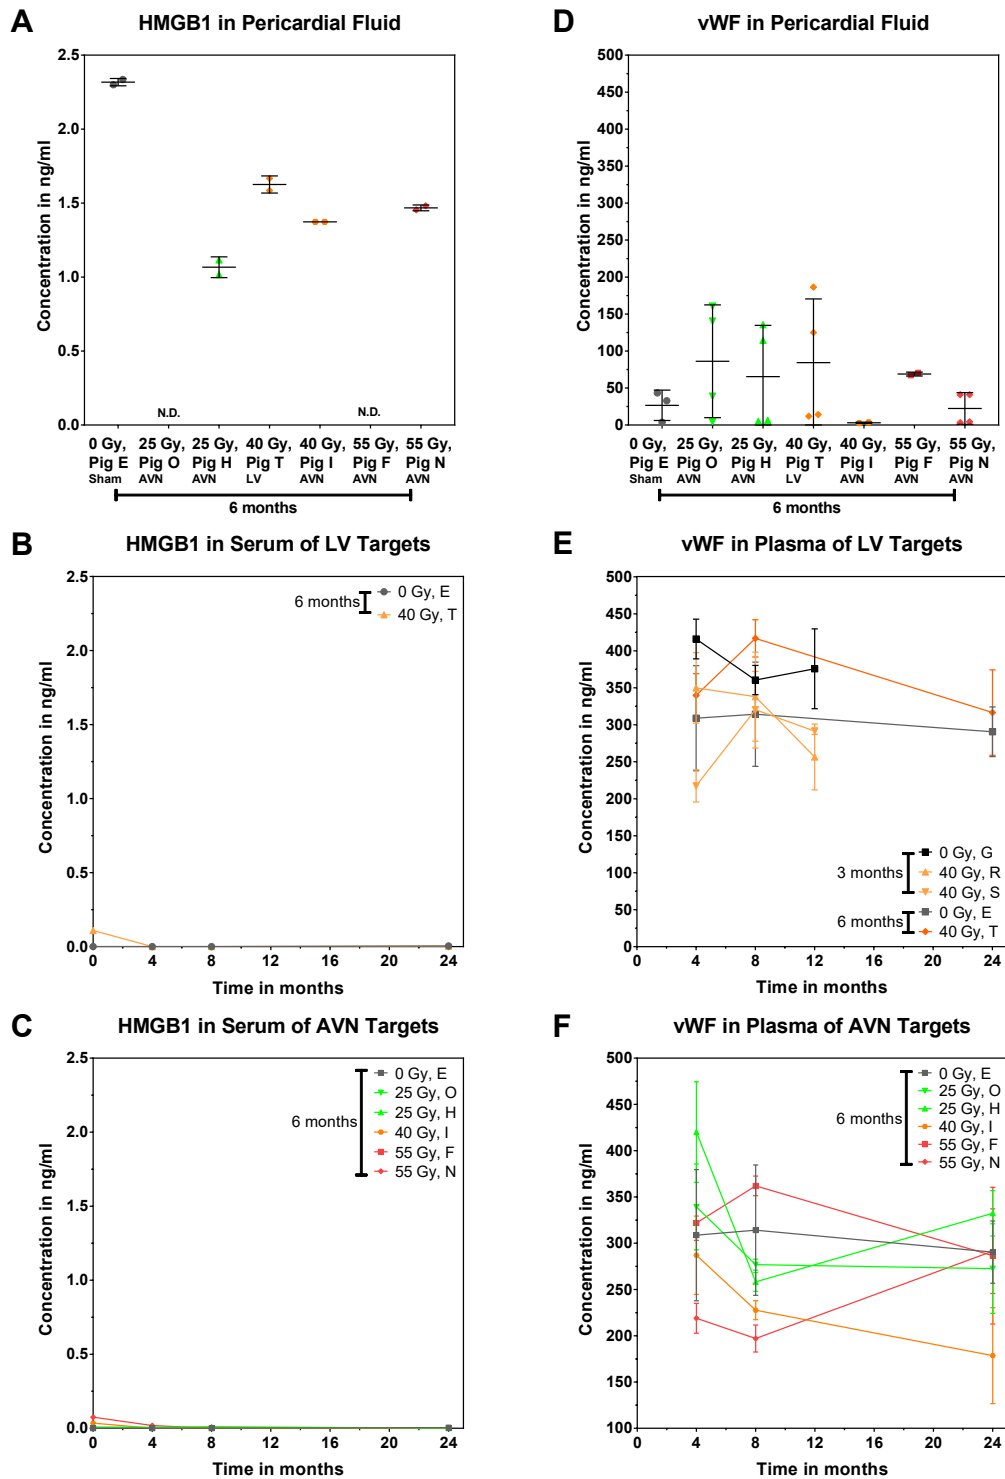 A
HMGB1 in Pericardial Fluid
Concentration in ng/ml
2.5
2.0
1.5
1.0
0.5
0.0
N.D.
N.D.
0 Gy, 25 Gy, 25 Gy, 40 Gy, 40 Gy, 55 Gy, 55 Gy,
Pig E Pig O Pig H Pig T Pig I Pig F Pig N
Sham AVN AVN LV AVN AVN AVN
6 months
D
vWF in Pericardial Fluid
Concentration in ng/ml
500
450
400
350
300
250
200
150
100
50
0
0 Gy, 25 Gy, 25 Gy, 40 Gy, 40 Gy, 55 Gy, 55 Gy,
Pig E Pig O Pig H Pig T Pig I Pig F Pig N
Sham AVN AVN LV AVN AVN AVN
6 months
B
HMGB1 in Serum of LV Targets
Concentration in ng/ml
2.5
2.0
1.5
1.0
0.5
0.0
6 months
0 Gy, E
40 Gy, T
0 4 8 12 16 20 24
Time in months
E
vWF in Plasma of LV Targets
Concentration in ng/ml
500
450
400
350
300
250
200
150
100
50
0
3 months
0 Gy, G
40 Gy, R
40 Gy, S
6 months
0 Gy, E
40 Gy, T
0 4 8 12 16 20 24
Time in months
C
HMGB1 in Serum of AVN Targets
Concentration in ng/ml
2.5
2.0
1.5
1.0
0.5
0.0
6 months
0 Gy, E
25 Gy, O
25 Gy, H
40 Gy, I
55 Gy, F
55 Gy, N
0 4 8 12 16 20 24
Time in months
F
vWF in Plasma of AVN Targets
Concentration in ng/ml
500
450
400
350
300
250
200
150
100
6 months
0 Gy, E
25 Gy, O
25 Gy, H
40 Gy, I
55 Gy, F
55 Gy, N
0 4 8 12 16 20 24
Time in months